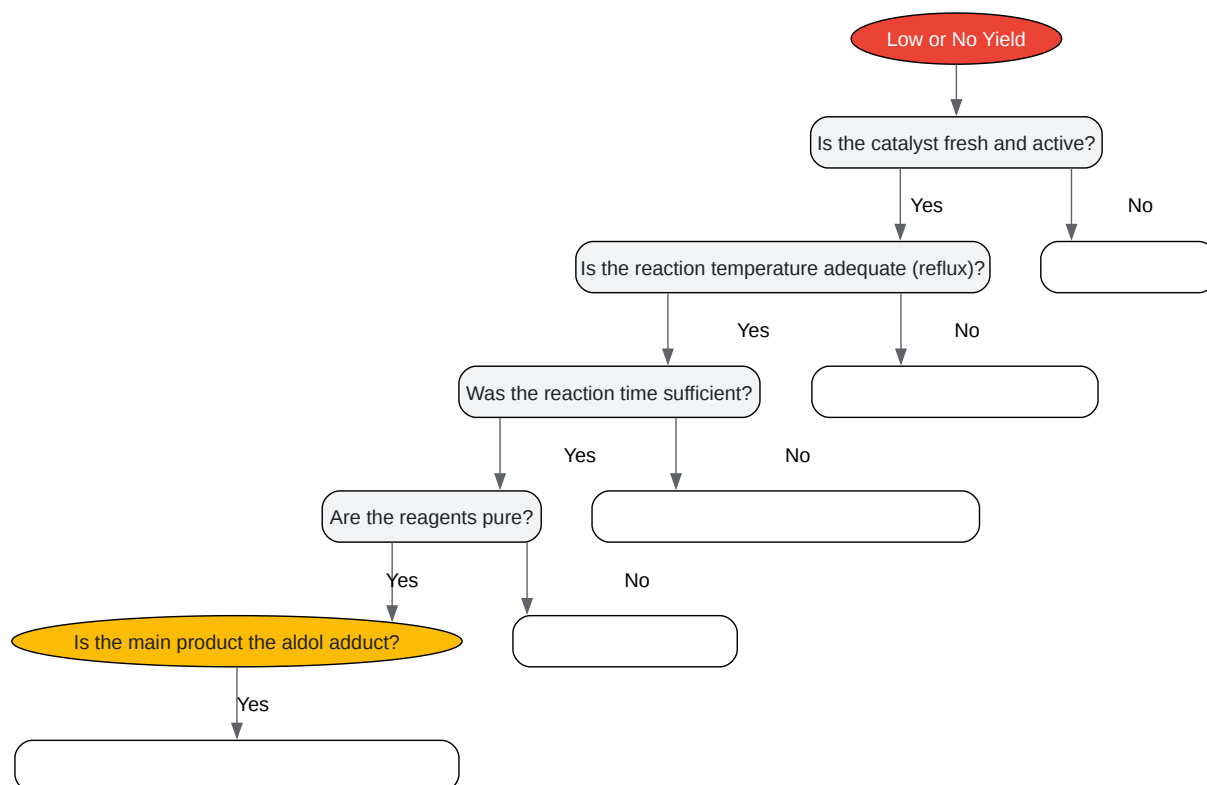 Low or No Yield
Is the catalyst fresh and active?
Yes
No
Is the reaction temperature adequate (reflux)?
Yes
No
Was the reaction time sufficient?
Yes
No
Are the reagents pure?
Yes
No
Is the main product the aldol adduct?
Yes